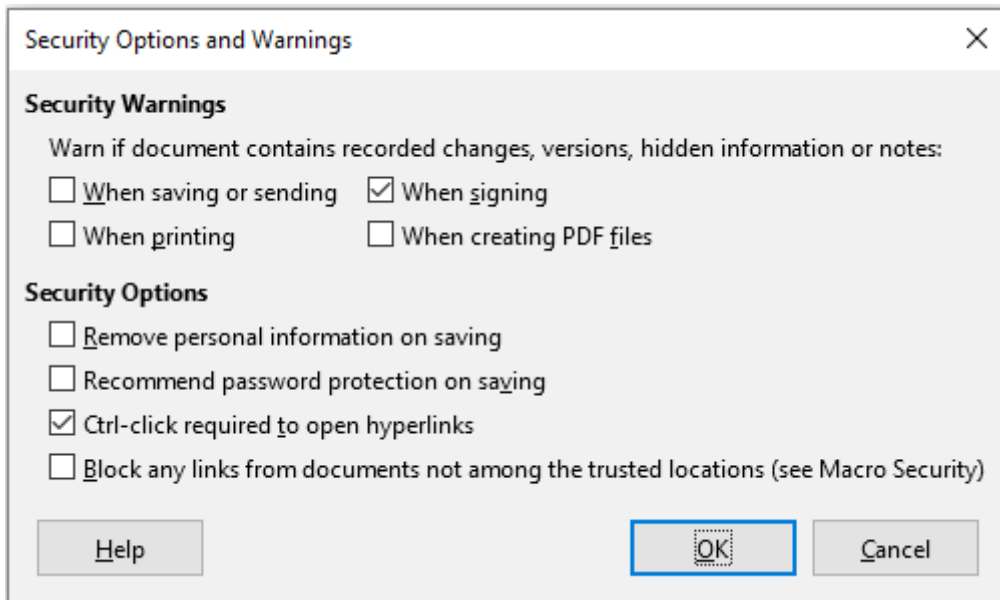 Security Options and Warnings
Security Warnings
Warn if document contains recorded changes, versions, hidden information or notes:
When saving or sending When signing
When printing When creating PDF files
Security Options
Remove personal information on saving
Recommend password protection on saving
Ctrl-click required to open hyperlinks
Block any links from documents not among the trusted locations (see Macro Security)
Help OK Cancel